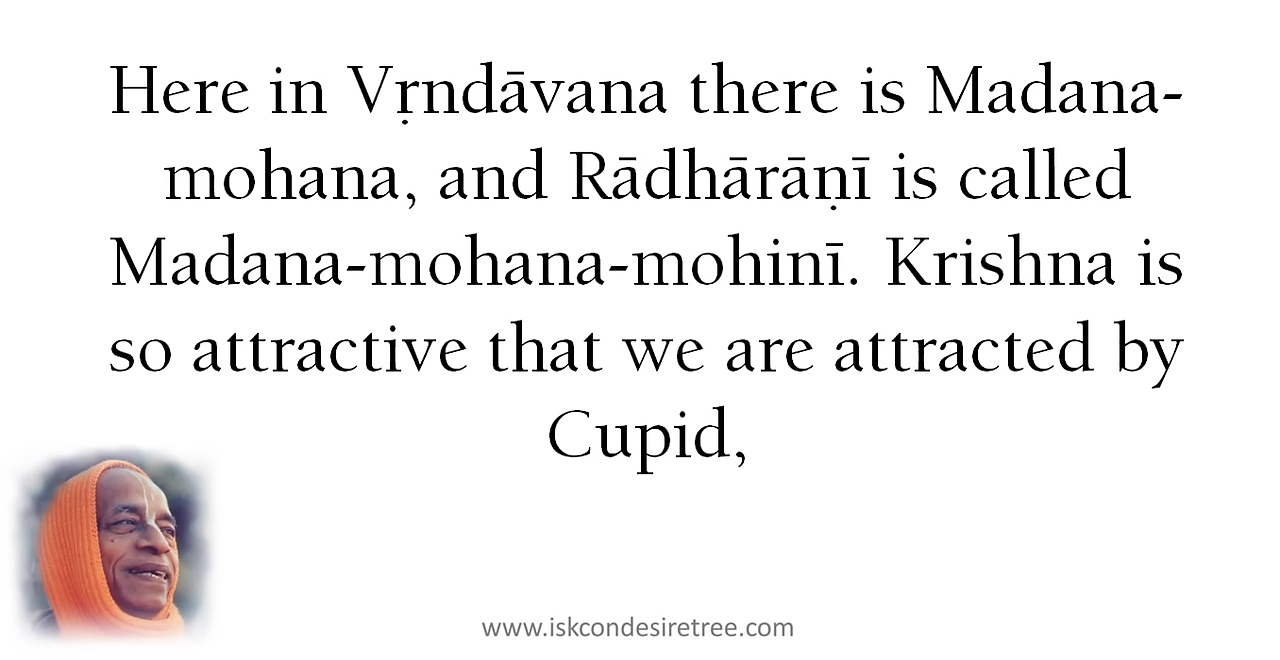 Here in Vṛndāvana there is Madana-
mohana, and Rādhārāṇī is called
Madana-mohana-mohinī. Krishna is
so attractive that we are attracted by
Cupid,
www.iskcondesiretree.com